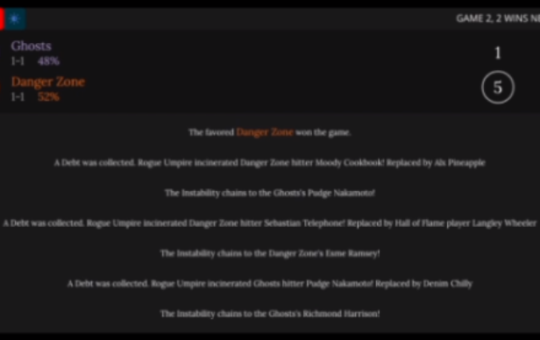 GAME 2, 2 WINS NE
Ghosts
1-1 48%
1
Danger Zone
1-1 52%
5
The favored Danger Zone won the game.
A Debt was collected. Rogue Umpire incinerated Danger Zone hitter Moody Cookbook! Replaced by Alx Pineapple
The Instability chains to the Ghosts's Pudge Nakamoto!
A Debt was collected. Rogue Umpire incinerated Danger Zone hitter Sebastian Telephone! Replaced by Hall of Flame player Langley Wheeler
The Instability chains to the Danger Zone's Esme Ramsey!
A Debt was collected. Rogue Umpire incinerated Ghosts hitter Pudge Nakamoto! Replaced by Denim Chilly
The Instability chains to the Ghosts's Richmond Harrison!